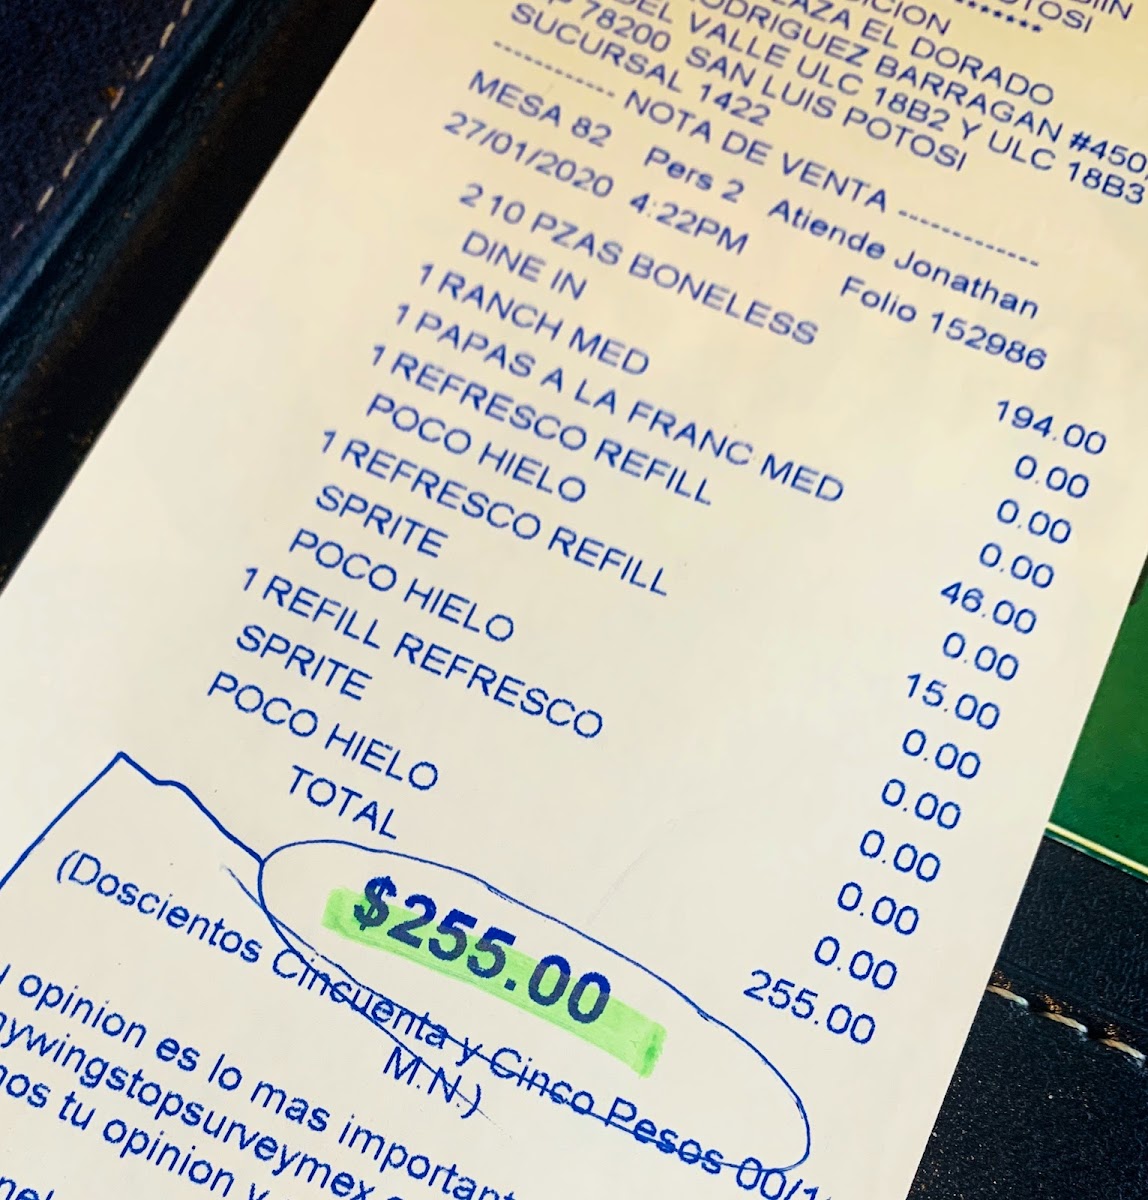 PLAZA EL DORADO
RODRIGUEZ BARRAGAN #450,
DEL VALLE ULC 18B2 Y ULC 18B3
78200 SAN LUIS POTOSI
SUCURSAL 1422
---------- NOTA DE VENTA ------------
MESA 82 Pers 2 Atiende Jonathan
27/01/2020 4:22PM Folio 152986
2 10 PZAS BONELESS 194.00
DINE IN 0.00
1 RANCH MED 0.00
1 PAPAS A LA FRANC MED 0.00
1 REFRESCO REFILL 46.00
POCO HIELO 0.00
1 REFRESCO REFILL 15.00
SPRITE 0.00
POCO HIELO 0.00
1 REFILL REFRESCO 0.00
SPRITE 0.00
POCO HIELO 0.00
TOTAL 255.00
$255.00
(Doscientos Cincuenta y Cinco Pesos 00/1
M.N.)
opinion es lo mas important
mywingstopsurveymex
tu opinion y